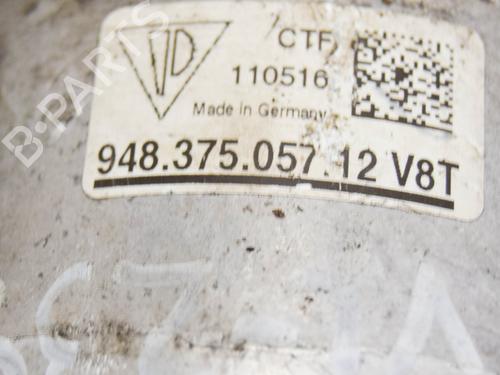 CTF
110516
Made in Germany
948.375.057.12 V8T
B-PARTS